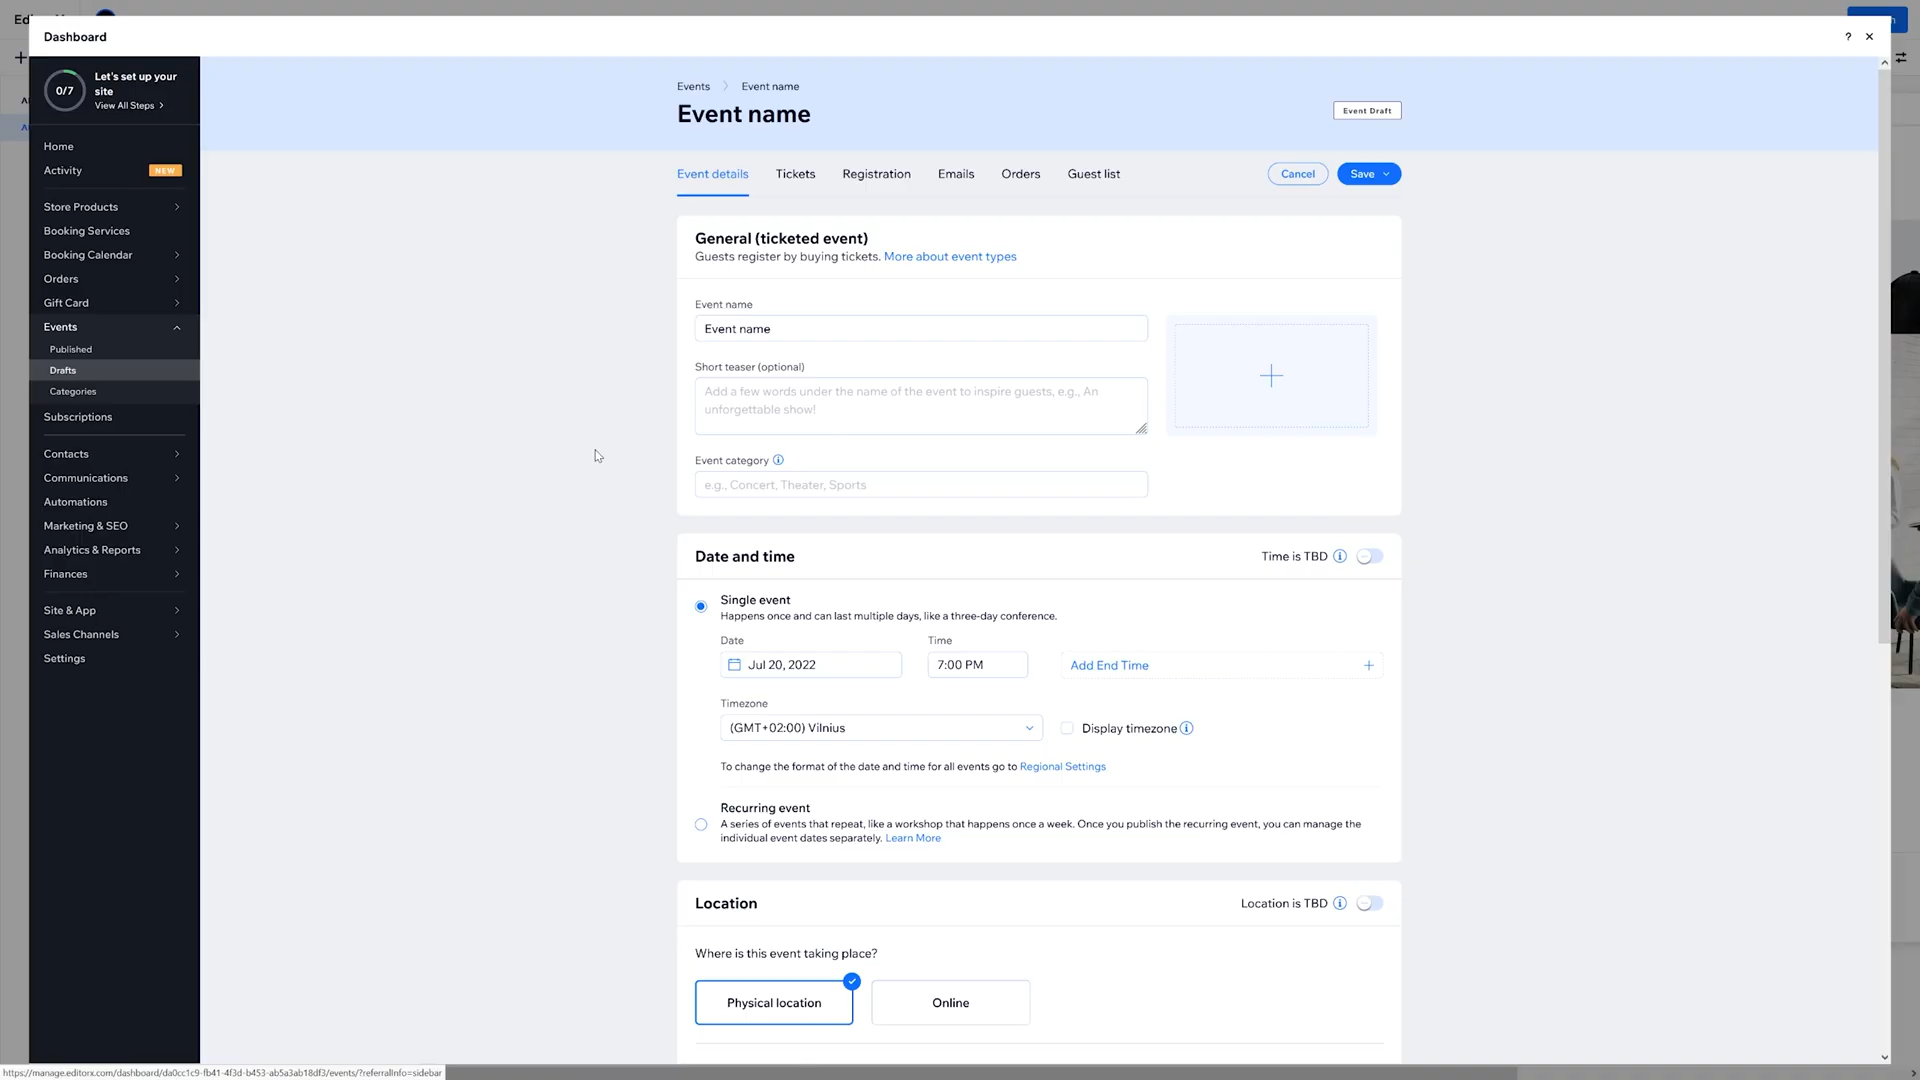 Dashboard
?
0/7
Let's set up your
site
View All Steps
Home
Activity
NEW
Store Products
Booking Services
Booking Calendar
Orders
Gift Card
Events
Published
Drafts
Categories
Subscriptions
Contacts
Communications
Automations
Marketing & SEO
Analytics & Reports
Finances
Site & App
Sales Channels
Settings
Events
Event name
Event name
Event Draft
Event details
Tickets
Registration
Emails
Orders
Guest list
Cancel
Save
General (ticketed event)
Guests register by buying tickets. More about event types
Event name
Event name
Short teaser (optional)
Add a few words under the name of the event to inspire guests, e.g., An
unforgettable show!
Event category
e.g., Concert, Theater, Sports
Date and time
Time is TBD
Single event
Happens once and can last multiple days, like a three-day conference.
Date
Time
Jul 20, 2022
7:00 PM
Add End Time
Timezone
(GMT+02:00) Vilnius
Display timezone
To change the format of the date and time for all events go to Regional Settings
Recurring event
A series of events that repeat, like a workshop that happens once a week. Once you publish the recurring event, you can manage the
individual event dates separately. Learn More
Location
Location is TBD
Where is this event taking place?
Physical location
Online
https://manage.editorx.com/dashboard/da0cc1c9-fb41-4f3d-b453-ab5a3ab18df3/events/?referralInfo=sidebar